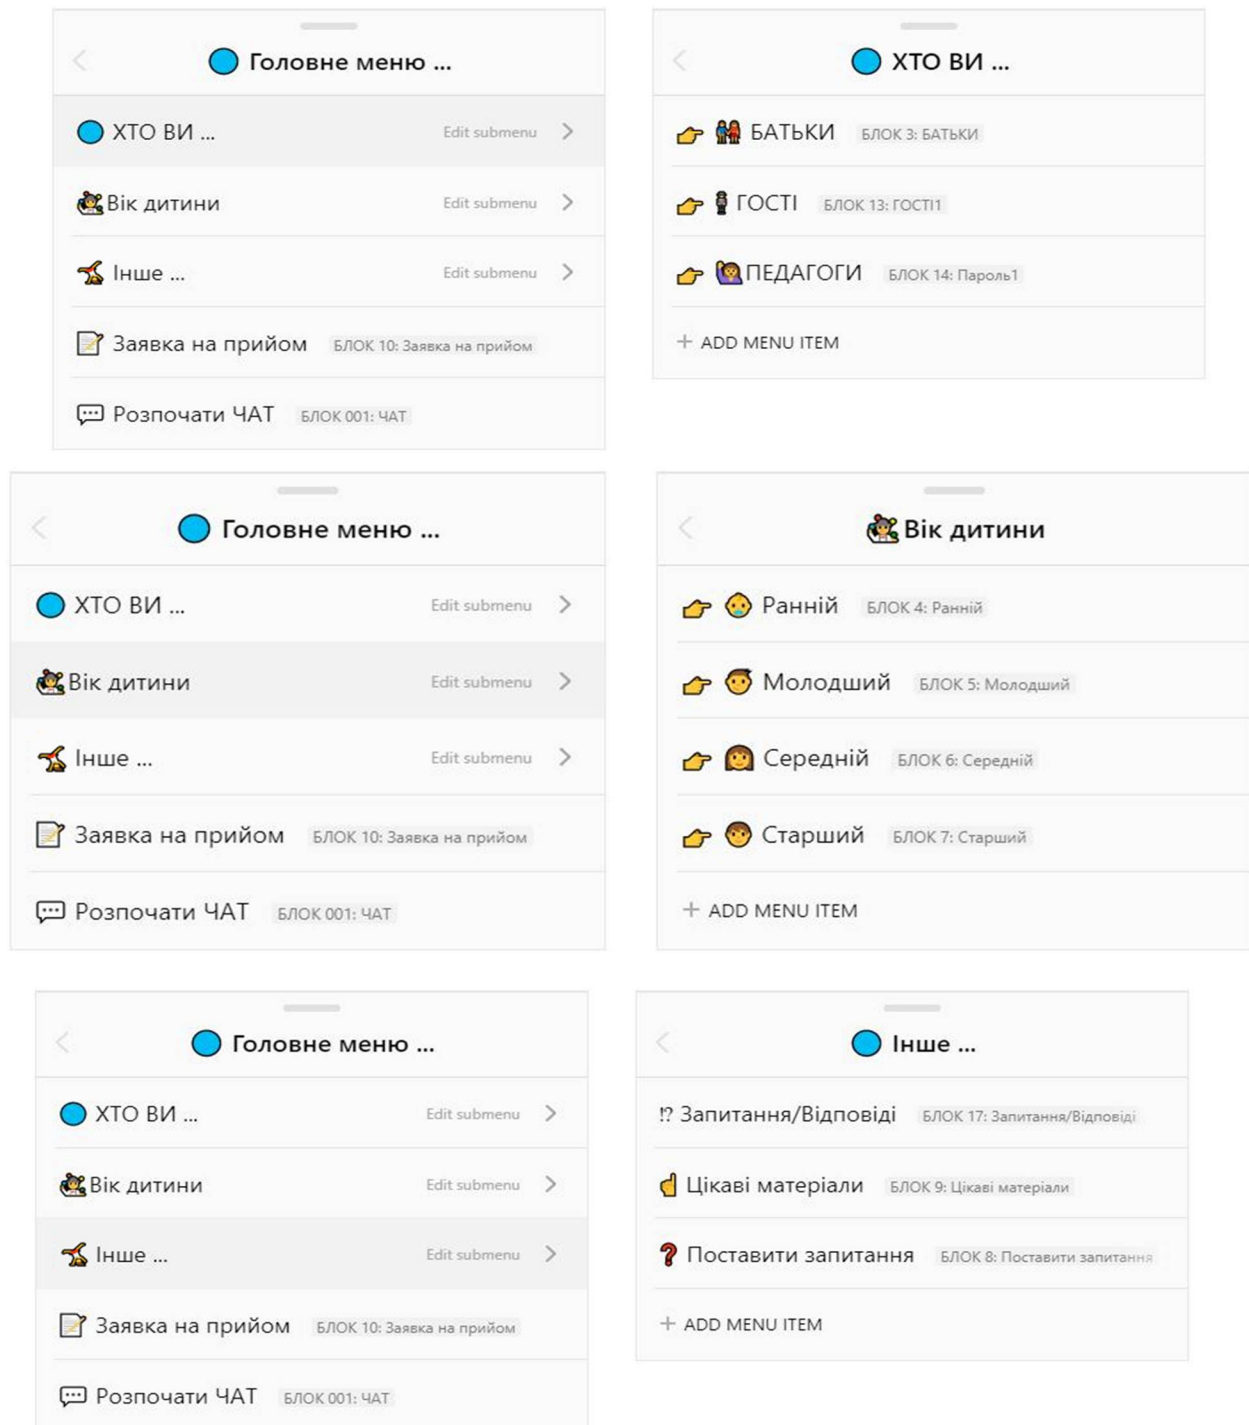 Головне меню ...
ХТО ВИ ... Edit submenu
Вік дитини Edit submenu
Інше ... Edit submenu
Заявка на прийом БЛОК 10: Заявка на прийом
Розпочати ЧАТ БЛОК 001: ЧАТ
ХТО ВИ ...
БАТЬКИ БЛОК 3: БАТЬКИ
ГОСТІ БЛОК 13: ГОСТІ1
ПЕДАГОГИ БЛОК 14: Пароль1
+ ADD MENU ITEM
Головне меню ...
ХТО ВИ ... Edit submenu
Вік дитини Edit submenu
Інше ... Edit submenu
Заявка на прийом БЛОК 10: Заявка на прийом
Розпочати ЧАТ БЛОК 001: ЧАТ
Вік дитини
Ранній БЛОК 4: Ранній
Молодший БЛОК 5: Молодший
Середній БЛОК 6: Середній
Старший БЛОК 7: Старший
+ ADD MENU ITEM
Головне меню ...
ХТО ВИ ... Edit submenu
Вік дитини Edit submenu
Інше ... Edit submenu
Заявка на прийом БЛОК 10: Заявка на прийом
Розпочати ЧАТ БЛОК 001: ЧАТ
Інше ...
⁉ Запитання/Відповіді БЛОК 17: Запитання/Відповіді
Цікаві матеріали БЛОК 9: Цікаві матеріали
❓ Поставити запитання БЛОК 8: Поставити запитання
+ ADD MENU ITEM